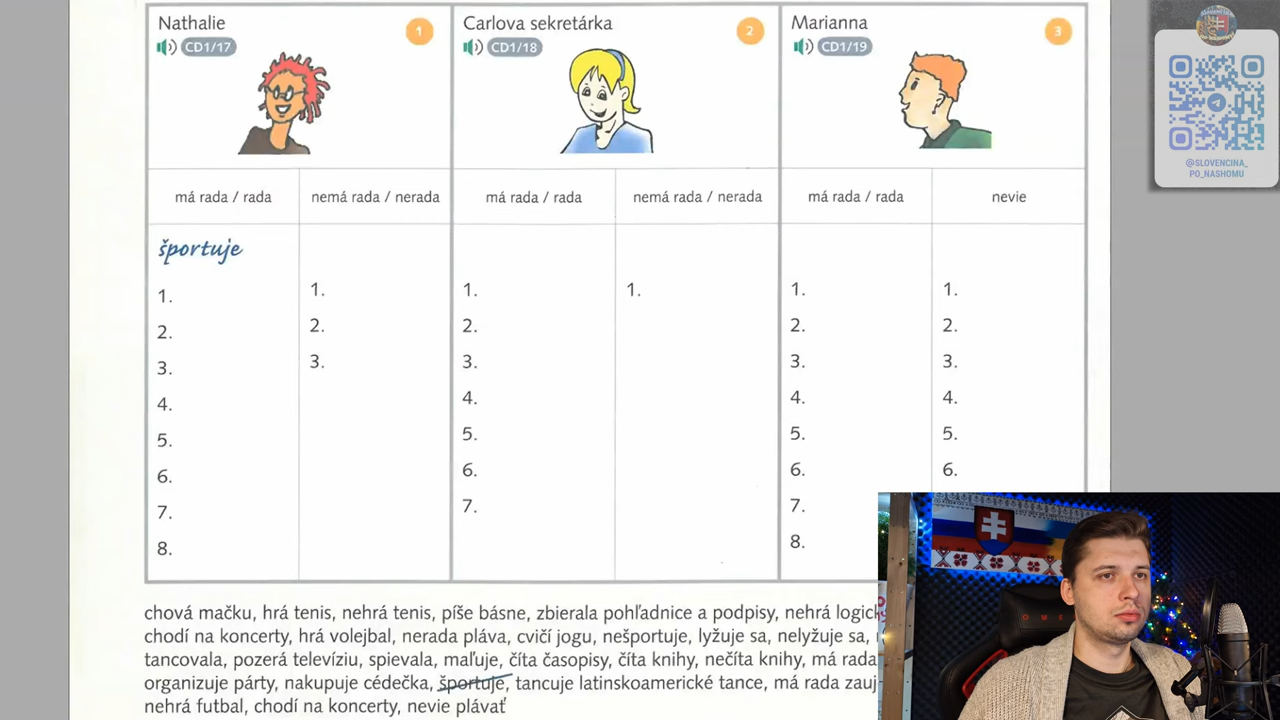 Nathalie
CD1/17
1
Carlova sekretárka
CD1/18
2
Marianna
CD1/19
3
@SLOVENCINA_
PO_NASHOMU
má rada / rada
nemá rada / nerada
má rada / rada
nemá rada / nerada
má rada / rada
nevie
športuje
1.
2.
3.
4.
5.
6.
7.
8.
1.
2.
3.
1.
2.
3.
4.
5.
6.
7.
1.
1.
2.
3.
4.
5.
6.
7.
8.
1.
2.
3.
4.
5.
6.
chová mačku, hrá tenis, nehrá tenis, píše básne, zbierala pohľadnice a podpisy, nehrá logick
chodí na koncerty, hrá volejbal, nerada pláva, cvičí jogu, nešportuje, lyžuje sa, nelyžuje sa,
tancovala, pozerá televíziu, spievala, maľuje, číta časopisy, číta knihy, nečíta knihy, má rada
organizuje párty, nakupuje cédečka, športuje, tancuje latinskoamerické tance, má rada zauj
nehrá futbal, chodí na koncerty, nevie plávať
OMEN